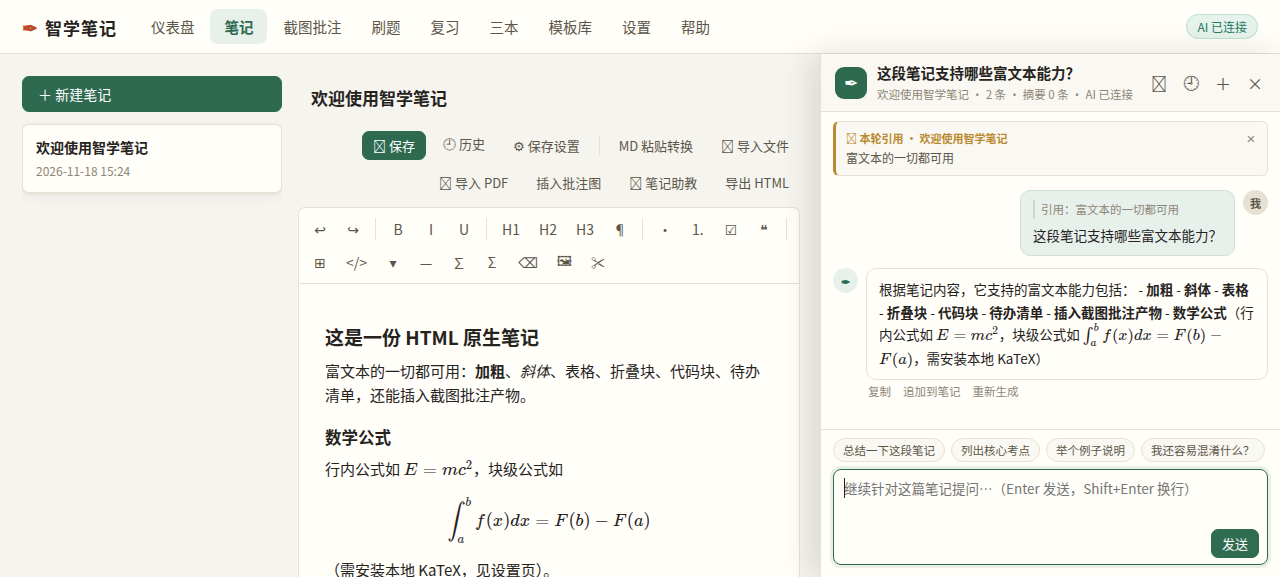 智学笔记
仪表盘 笔记 截图批注 刷题 复习 三本 模板库 设置 帮助
AI 已连接
＋ 新建笔记
欢迎使用智学笔记
2026-11-18 15:24
欢迎使用智学笔记
保存 历史 ⚙ 保存设置 MD 粘贴转换 导入文件
导入 PDF 插入批注图 笔记助教 导出 HTML
↩ ↪ B I U H1 H2 H3 ¶ • 1. ☑ ❝
⊞ </> ▾ — ∑ Σ ⌫ 🖼 ✂
这是一份 HTML 原生笔记
富文本的一切都可用：加粗、斜体、表格、折叠块、代码块、待办
清单，还能插入截图批注产物。
数学公式
行内公式如 E = mc²，块级公式如
∫ₐᵇ f(x)dx = F(b) − F(a)
（需安装本地 KaTeX，见设置页）。
这段笔记支持哪些富文本能力？
欢迎使用智学笔记 · 2 条 · 摘要 0 条 · AI 已连接
本轮引用 · 欢迎使用智学笔记
富文本的一切都可用
我
引用：富文本的一切都可用
这段笔记支持哪些富文本能力？
根据笔记内容，它支持的富文本能力包括： - 加粗 - 斜体 - 表格
- 折叠块 - 代码块 - 待办清单 - 插入截图批注产物 - 数学公式（行
内公式如 E = mc²，块级公式如 ∫ₐᵇ f(x)dx = F(b) −
F(a)，需安装本地 KaTeX）
复制 追加到笔记 重新生成
总结一下这段笔记 列出核心考点 举个例子说明 我还容易混淆什么？
继续针对这篇笔记提问…（Enter 发送，Shift+Enter 换行）
发送